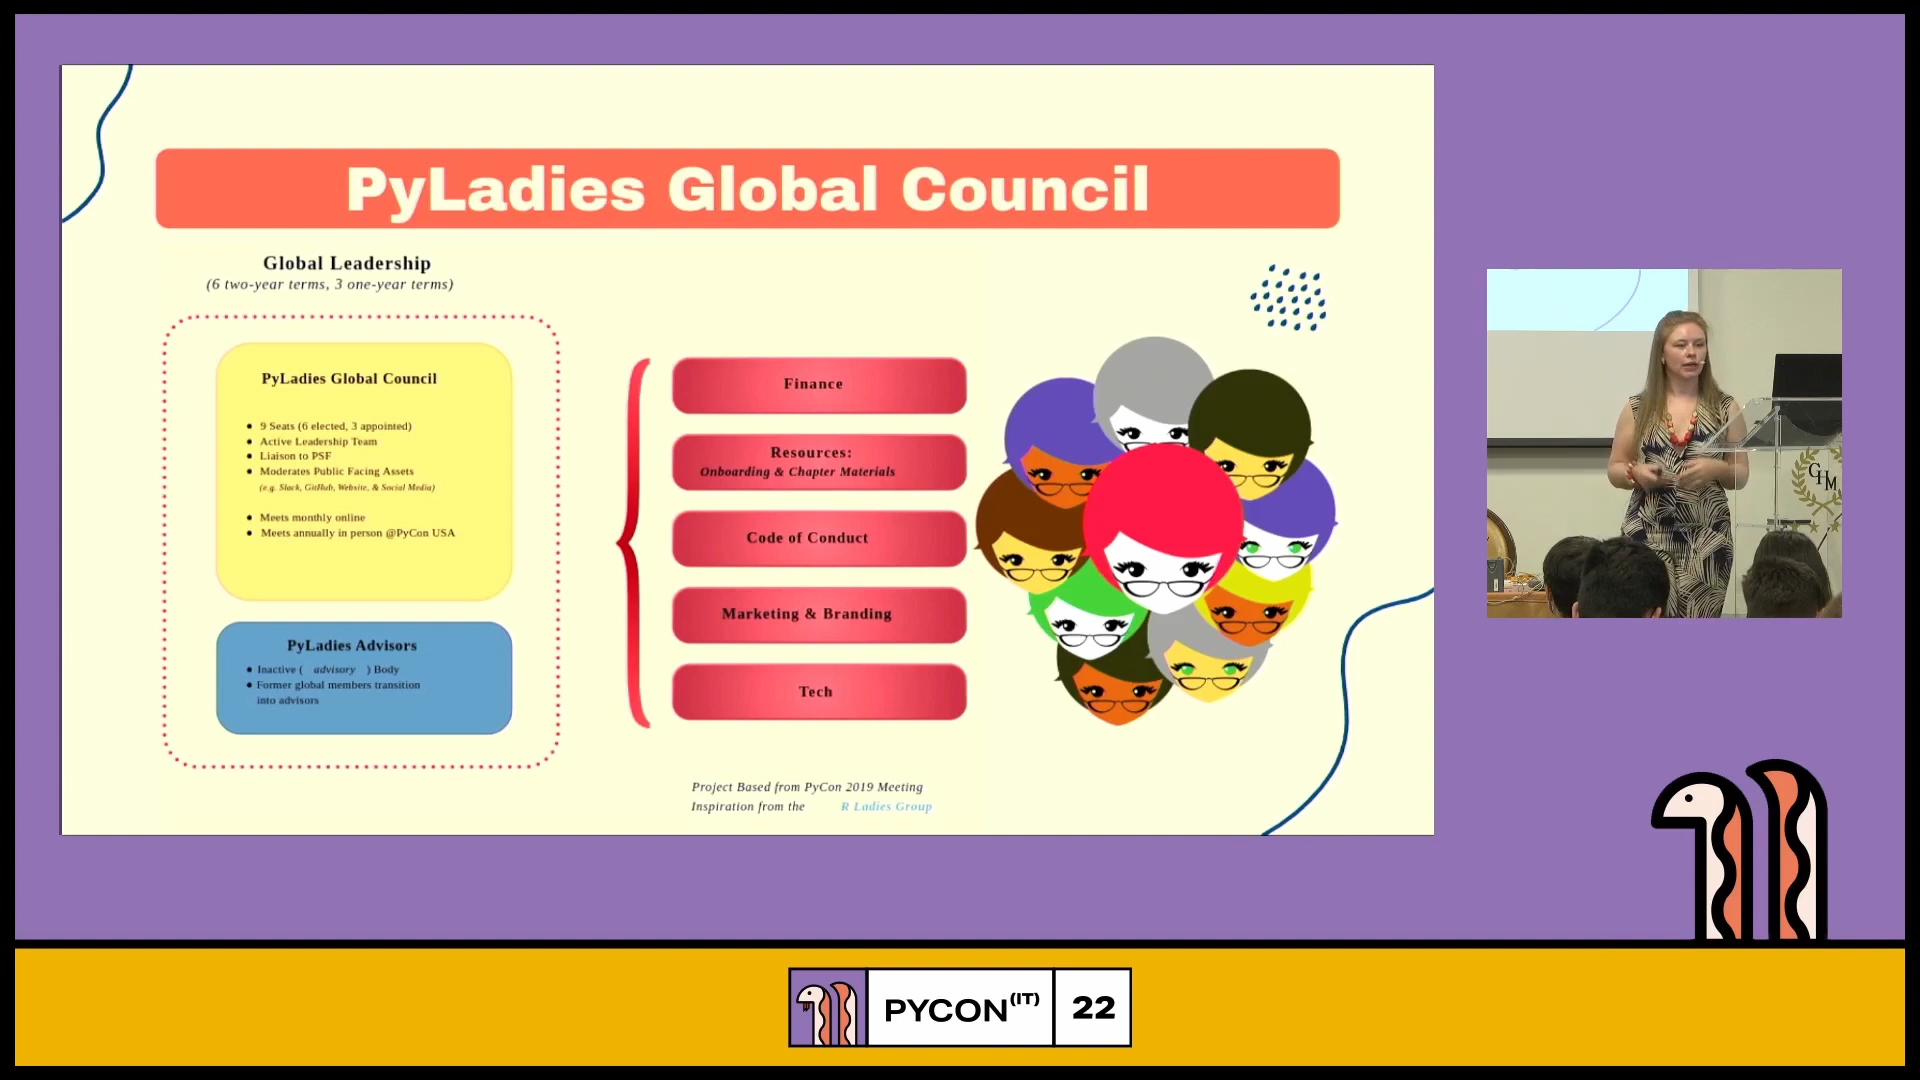 PyLadies Global Council
Global Leadership
(6 two-year terms, 3 one-year terms)
PyLadies Global Council
9 Seats (6 elected, 3 appointed)
Active Leadership Team
Liaison to PSF
Moderates Public Facing Assets
(e.g. Slack, GitHub, Website, & Social Media)
Meets monthly online
Meets annually in person @PyCon USA
PyLadies Advisors
Inactive ( advisory ) Body
Former global members transition
into advisors
Finance
Resources:
Onboarding & Chapter Materials
Code of Conduct
Marketing & Branding
Tech
Project Based from PyCon 2019 Meeting
Inspiration from the R Ladies Group
GHM
PYCON(IT) 22